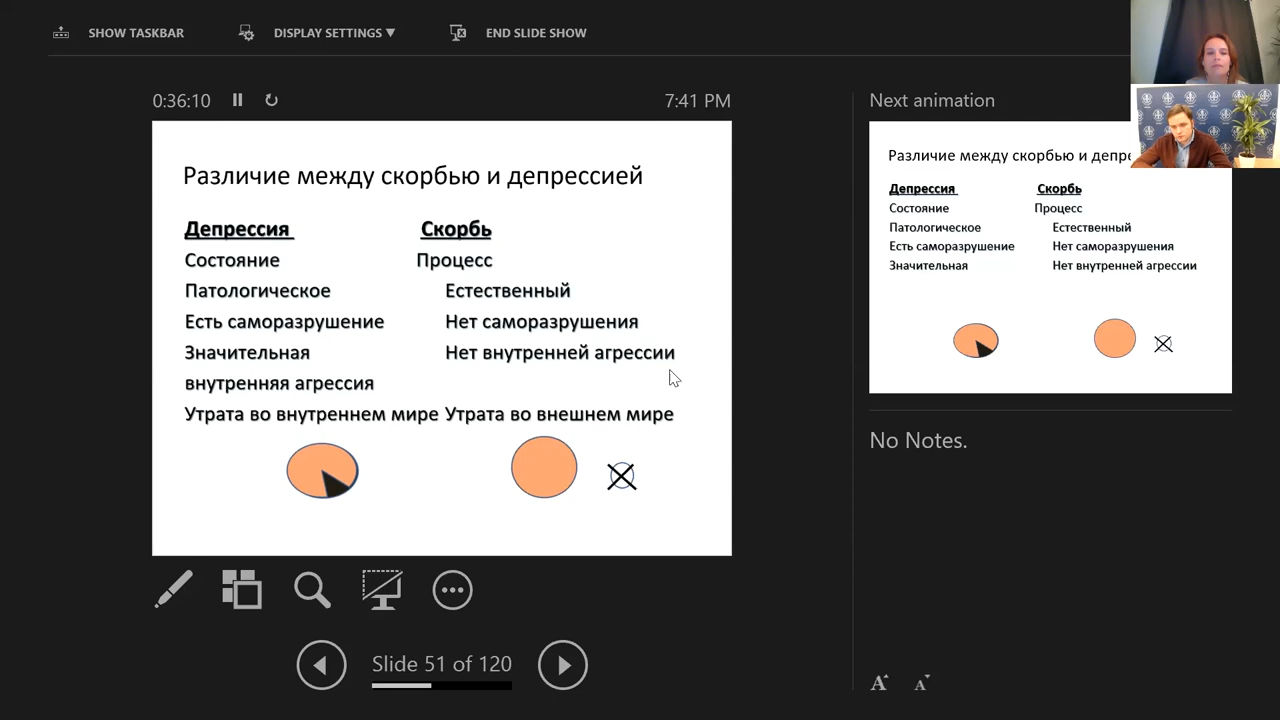 SHOW TASKBAR
DISPLAY SETTINGS ▼
END SLIDE SHOW
0:36:10
7:41 PM
Различие между скорбью и депрессией
Депрессия Скорбь
Состояние Процесс
Патологическое Естественный
Есть саморазрушение Нет саморазрушения
Значительная Нет внутренней агрессии
внутренняя агрессия
Утрата во внутреннем мире Утрата во внешнем мире
Slide 51 of 120
Next animation
Различие между скорбью и депре
Депрессия Скорбь
Состояние Процесс
Патологическое Естественный
Есть саморазрушение Нет саморазрушения
Значительная Нет внутренней агрессии
No Notes.
A A